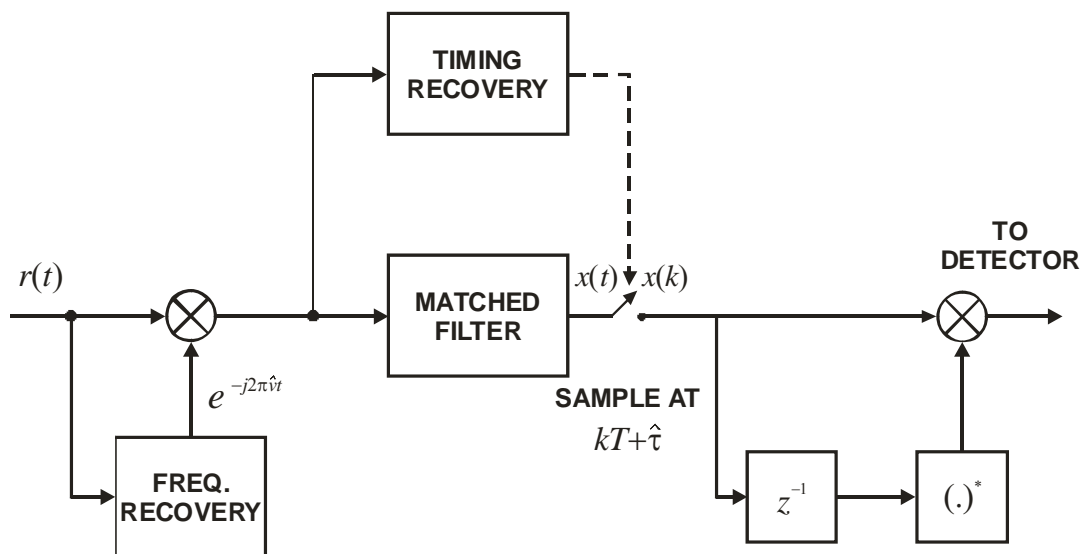 TIMING
RECOVERY
TO
DETECTOR
r(t)
MATCHED
FILTER
x(t)
x(k)
e^{-j2πν̂t}
SAMPLE AT
kT+τ̂
FREQ.
RECOVERY
z^{-1}
(.)^*